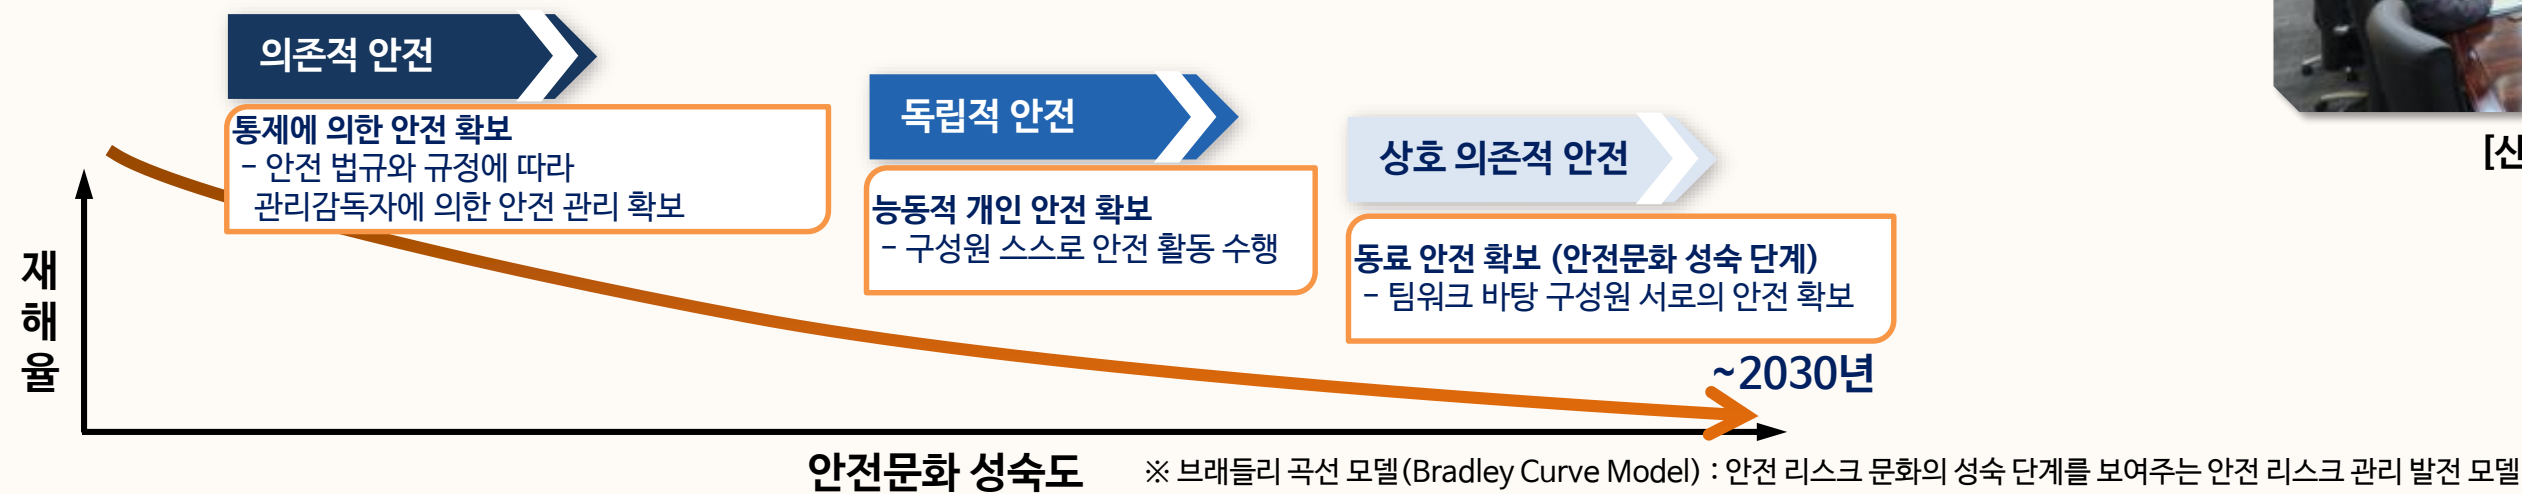 의존적 안전
통제에 의한 안전 확보
- 안전 법규와 규정에 따라
관리감독자에 의한 안전 관리 확보
독립적 안전
능동적 개인 안전 확보
- 구성원 스스로 안전 활동 수행
상호 의존적 안전
동료 안전 확보 (안전문화 성숙 단계)
- 팀워크 바탕 구성원 서로의 안전 확보
~2030년
재
해
율
안전문화 성숙도
※ 브래들리 곡선 모델(Bradley Curve Model) : 안전 리스크 문화의 성숙 단계를 보여주는 안전 리스크 관리 발전 모델